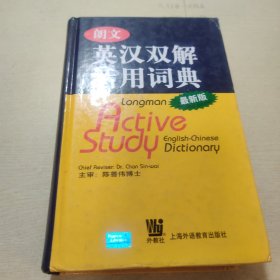 朗文
英汉双解
活用词典
最新版
Longman
Active
Study
English-Chinese
Dictionary
Chief Reviser: Dr. Chan Sin-wai
主审：陈善伟博士
外教社
上海外语教育出版社